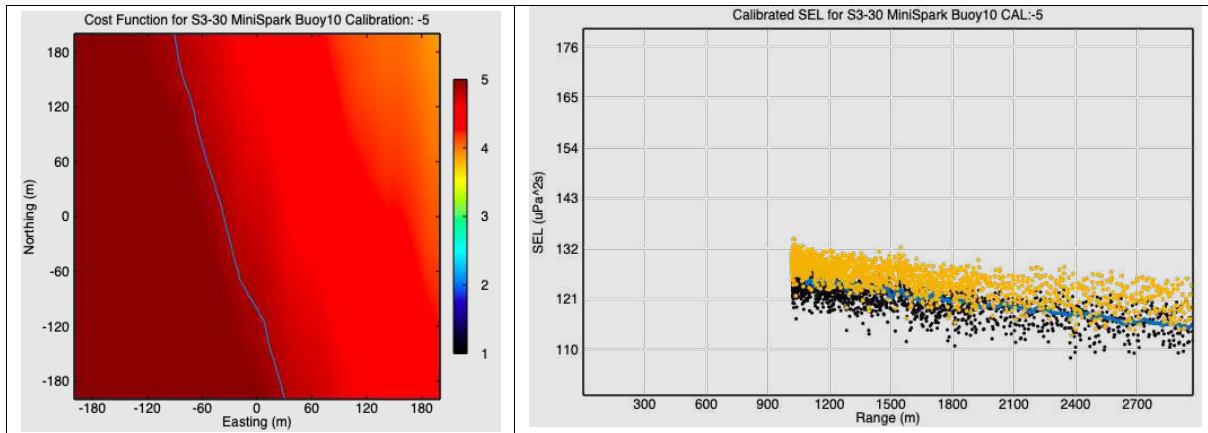 Cost Function for S3-30 MiniSpark Buoy10 Calibration: -5
180
120
60
0
-60
-120
-180
Northing (m)
-180 -120 -60 0 60 120 180
Easting (m)
5
4
3
2
1
Calibrated SEL for S3-30 MiniSpark Buoy10 CAL:-5
176
165
154
143
132
121
110
SEL (uPa^2s)
300 600 900 1200 1500 1800 2100 2400 2700
Range (m)